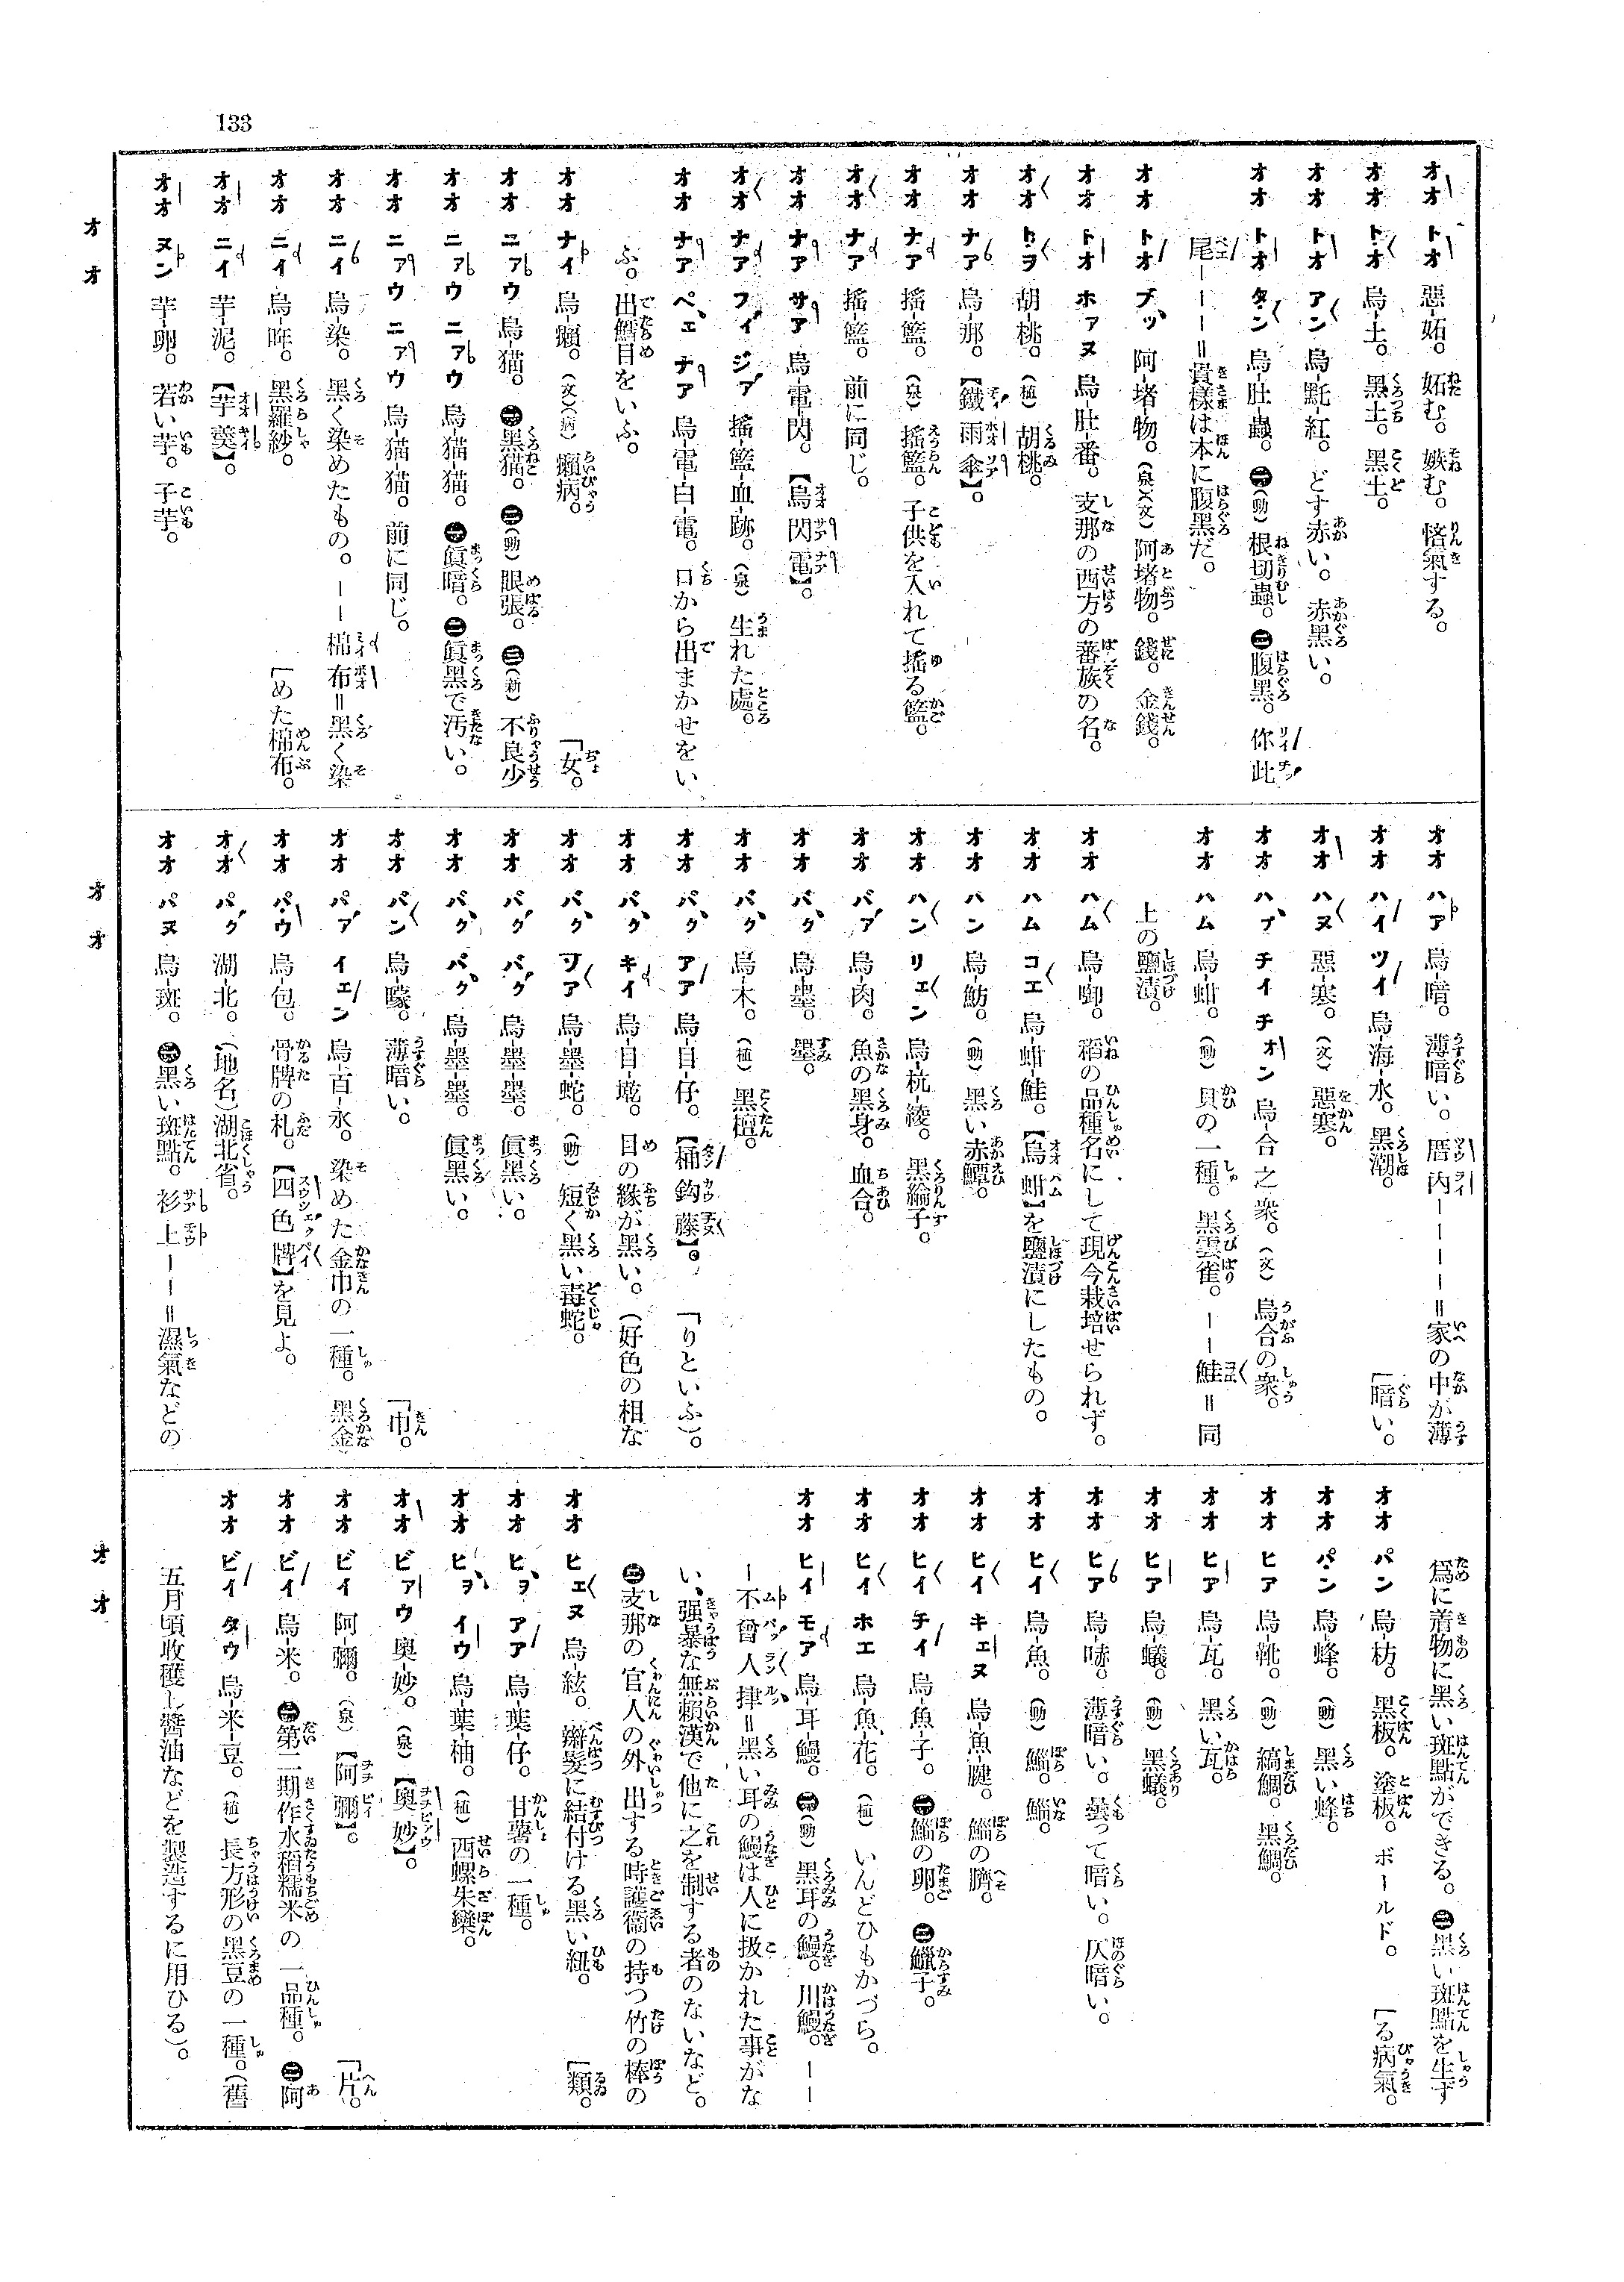 133
オオ トオ 惡-妬。妬む。嫉む。悋氣する。
オオ トオ 烏-土。黑土。黑土。
オオ トオ アン 烏-黈-紅。どす赤い。赤黑い。
オオ トオ タン 烏-肚-蟲。㊀(動)根切蟲。㊁腹黑。你此
尾ーーー=貴樣は本に腹黑だ。
オオ トオ ブッ 阿-堵-物。(泉)(文)阿堵物。錢。金錢。
オオ トオ ホァヌ 烏-肚-番。支那の西方の蕃族の名。
オオ トヲ 胡-桃。(植)胡桃。
オオ ナア 烏-那。【鐵雨傘】。
オオ ナア 搖-籃。(泉)搖籃。子供を入れて搖る籃。
オオ ナア 搖-籃。前に同じ。
オオ ナア サア 烏-電-閃。【烏閃電】。
オオ ナア フィ ジア 搖-籃-血-跡。(泉)生れた處。
オオ ナア ペェ ナア 烏-電-白-電。口から出まかせをい
ふ。出鱈目をいふ。
オオ ナイ 烏-癩。(文)(病)癩病。 「女。
オオ ニァウ 烏-猫。㊀黑猫。㊁(動)眼張。㊂(新)不良少
オオ ニァウ ニァウ 烏-猫-猫。㊀眞暗。㊁眞黑で汚い。
オオ ニァウ ニァウ 烏-猫-猫。前に同じ。
オオ ニイ 烏-染。黑く染めたもの。ーー棉布=黑く染
オオ ニイ 烏-呢。黑羅紗。 「めた棉布。
オオ ニイ 芋-泥。【芋羹】。
オオ ヌン 芋-卵。若い芋。子芋。
オオ
オオ ハア 烏-暗。薄暗い。厝內ーーーー=家の中が薄
オオ ハイ ツイ 烏-海-水。黑潮。 「暗い。
オオ ハヌ 惡-寒。(文)惡寒。
オオ ハプ チイ チォン 烏-合-之-衆。(文)烏合の衆。
オオ ハム 烏-蚶。(動)貝の一種。黑雲雀。ーー鮭=同
上の鹽漬。
オオ ハム 烏-啣。稻の品種名にして現今栽培せられず。
オオ ハム コエ 烏-蚶-鮭。【烏蚶】を鹽漬にしたもの。
オオ ハン 烏-魴。(動)黑い赤鱏。
オオ ハン リェン 烏-杭-綾。黑綸子。
オオ バア 烏-肉。魚の黑身。血合。
オオ バク 烏-墨。墨。
オオ バク 烏-木。(植)黑檀。
オオ バク アア 烏-目-仔。【桶鈎藤】。 「りといふ)。
オオ バク キイ 烏-目-墘。目の緣が黑い。(好色の相な
オオ バク ツア 烏-墨-蛇。(動)短く黑い毒蛇。
オオ バク バク 烏-墨-墨。眞黑い。
オオ バク バク 烏-墨-墨。眞黑い。
オオ バン 烏-矇。薄暗い。 「巾。
オオ パア イェン 烏-百-永。染めた金巾の一種。黑金
オオ パウ 烏-包。骨牌の札。【四色牌】を見よ。
オオ パク 湖-北。(地名)湖北省。
オオ パヌ 烏-斑。㊀黑い斑點。衫上ーー=濕氣などの
オオ
爲に着物に黑い斑點ができる。㊁黑い斑點を生ず
オオ パン 烏-枋。黑板。塗板。ボールド。 「る病氣。
オオ パン 烏-蜂。(動)黑い蜂。
オオ ヒア 烏-靴。(動)縞鯛。黑鯛。
オオ ヒア 烏-瓦。黑い瓦。
オオ ヒア 烏-蟻。(動)黑蟻。
オオ ヒア 薄暗い。曇つて暗い。仄暗い。
オオ ヒイ 烏-魚。(動)鯔。鯔。
オオ ヒイ キェヌ 烏-魚-腱。鯔の臍。
オオ ヒイ チイ 烏-魚-子。㊀鯔の卵。㊁鱲子。
オオ ヒイ ホエ 烏-魚-花。(植)いんどひもかづら。
オオ ヒイ モア 烏-耳-鰻。㊀(動)黑耳の鰻。川鰻。ーー
ー不曾人捙=黑い耳の鰻は人に扱かれた事がな
い、强暴な無賴漢で他に之を制する者のないなど。
㊁支那の官人の外出する時護衞の持つ竹の棒の
オオ ヒェヌ 烏-絃。辮髮に結付ける黑い紐。 「類。
オオ ヒヲ アア 烏-葉-仔。甘薯の一種。
オオ ヒヲ イウ 烏-葉-柚。(植)西螺朱欒。
オオ ビァウ 奧-妙。(泉)【奧妙】。
オオ ビイ 阿-彌。(泉)【阿彌】。 「片。
オオ ビイ 烏-米。㊀第二期作水稻糯米の一品種。㊁阿
オオ ビイ タウ 烏-米-豆。(植)長方形の黑豆の一種。(舊
五月頃收穫し醬油などを製造するに用ひる)。
オオ